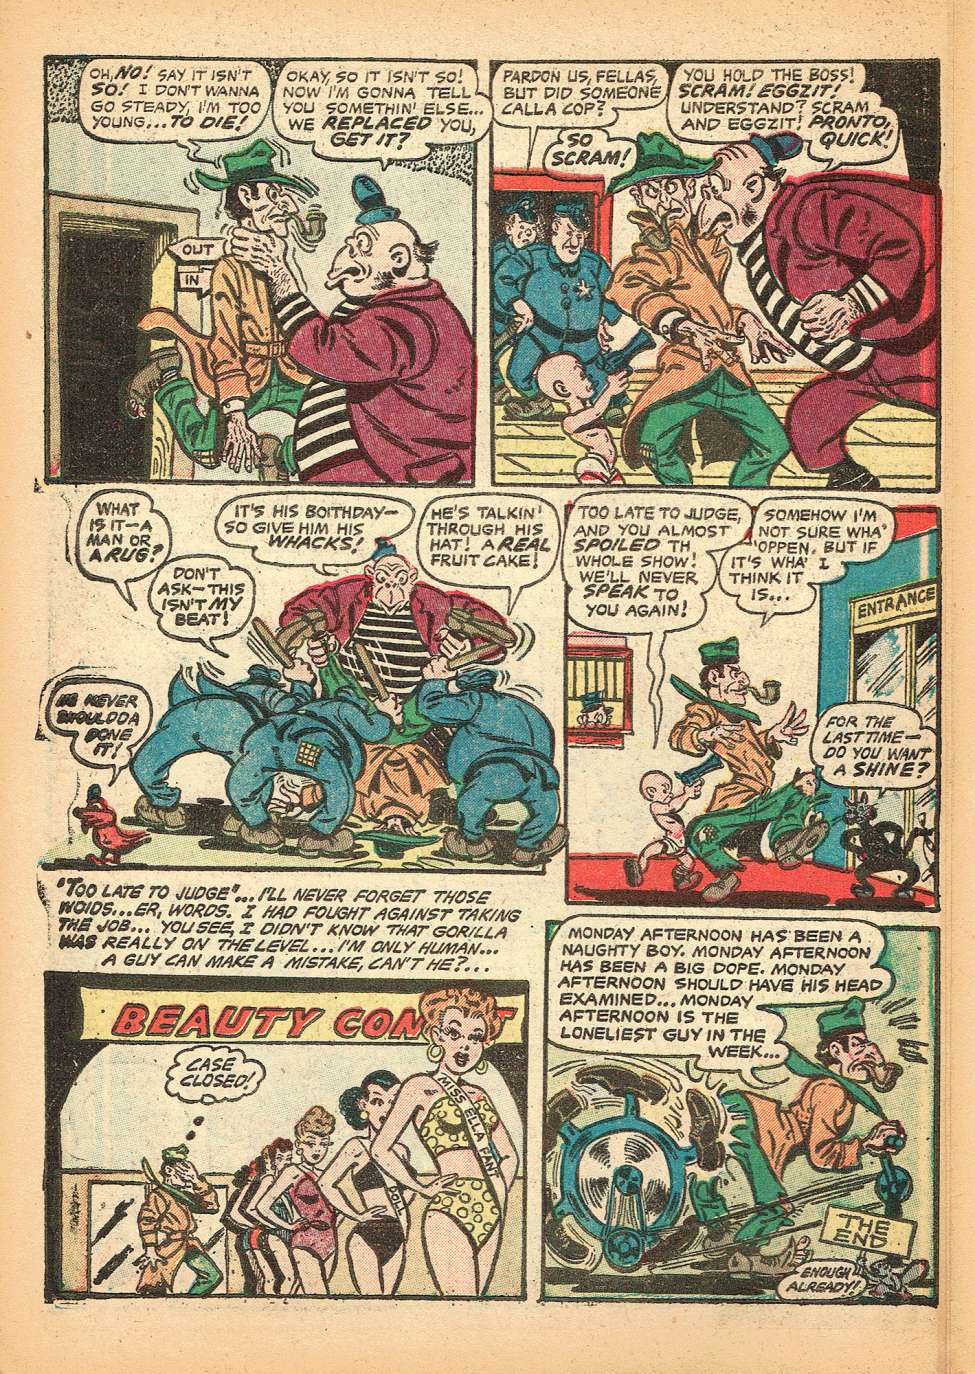 OH, NO! SAY IT ISN'T
SO! I DON'T WANNA
GO STEADY, I'M TOO
YOUNG... TO DIE!
OKAY, SO IT ISN'T SO!
NOW I'M GONNA TELL
YOU SOMETHIN' ELSE...
WE REPLACED YOU,
GET IT?
OUT
IN
PARDON US, FELLAS,
BUT DID SOMEONE
CALL A COP?
SO
SCRAM!
YOU HOLD THE BOSS!
SCRAM! EGGZIT!
UNDERSTAND? SCRAM
AND EGGZIT! PRONTO,
QUICK!
WHAT
IS IT-A
MAN OR
A RUG?
DON'T
ASK-THIS
ISN'T MY
BEAT!
IT'S HIS BOITHDAY-
SO GIVE HIM HIS
WHACKS!
HE'S TALKIN'
THROUGH HIS
HAT! A REAL
FRUIT CAKE!
HE NEVER
SHOULDDA
DONE
IT!
TOO LATE TO JUDGE,
AND YOU ALMOST
SPOILED TH
WHOLE SHOW!
WE'LL NEVER
SPEAK TO
YOU AGAIN!
SOMEHOW I'M
NOT SURE WHA'
'OPPEN. BUT IF
IT'S WHA' I
THINK IT
IS...
ENTRANCE
FOR THE
LAST TIME-
DO YOU WANT
A SHINE?
"TOO LATE TO JUDGE"... I'LL NEVER FORGET THOSE
WOIDS... ER, WORDS. I HAD FOUGHT AGAINST TAKING
THE JOB... YOU SEE, I DIDN'T KNOW THAT GORILLA
WAS REALLY ON THE LEVEL... I'M ONLY HUMAN...
A GUY CAN MAKE A MISTAKE, CAN'T HE?...
BEAUTY CON T
CASE
CLOSED!
MISS ELLA FANT
DOLL
MONDAY AFTERNOON HAS BEEN A
NAUGHTY BOY. MONDAY AFTERNOON
HAS BEEN A BIG DOPE. MONDAY
AFTERNOON SHOULD HAVE HIS HEAD
EXAMINED... MONDAY
AFTERNOON IS THE
LONELIEST GUY IN THE
WEEK...
THE
END
ENOUGH
ALREADY!